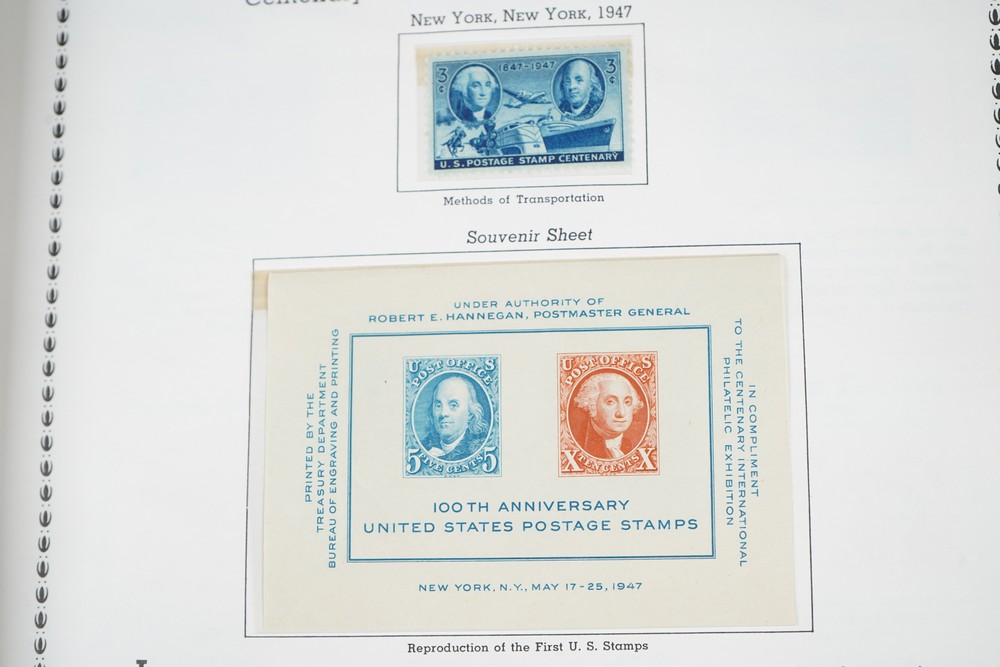 Centenary
NEW YORK, NEW YORK, 1947
3¢ 1847-1947 3¢
U.S. POSTAGE STAMP CENTENARY
Methods of Transportation
Souvenir Sheet
UNDER AUTHORITY OF
ROBERT E. HANNEGAN, POSTMASTER GENERAL
PRINTED BY THE
TREASURY DEPARTMENT
BUREAU OF ENGRAVING AND PRINTING
U S
POST OFFICE
5 FIVE CENTS 5
U S
POST OFFICE
X TEN CENTS X
IN COMPLIMENT
TO THE CENTENARY INTERNATIONAL
PHILATELIC EXHIBITION
100TH ANNIVERSARY
UNITED STATES POSTAGE STAMPS
NEW YORK, N.Y., MAY 17-25, 1947
Reproduction of the First U. S. Stamps